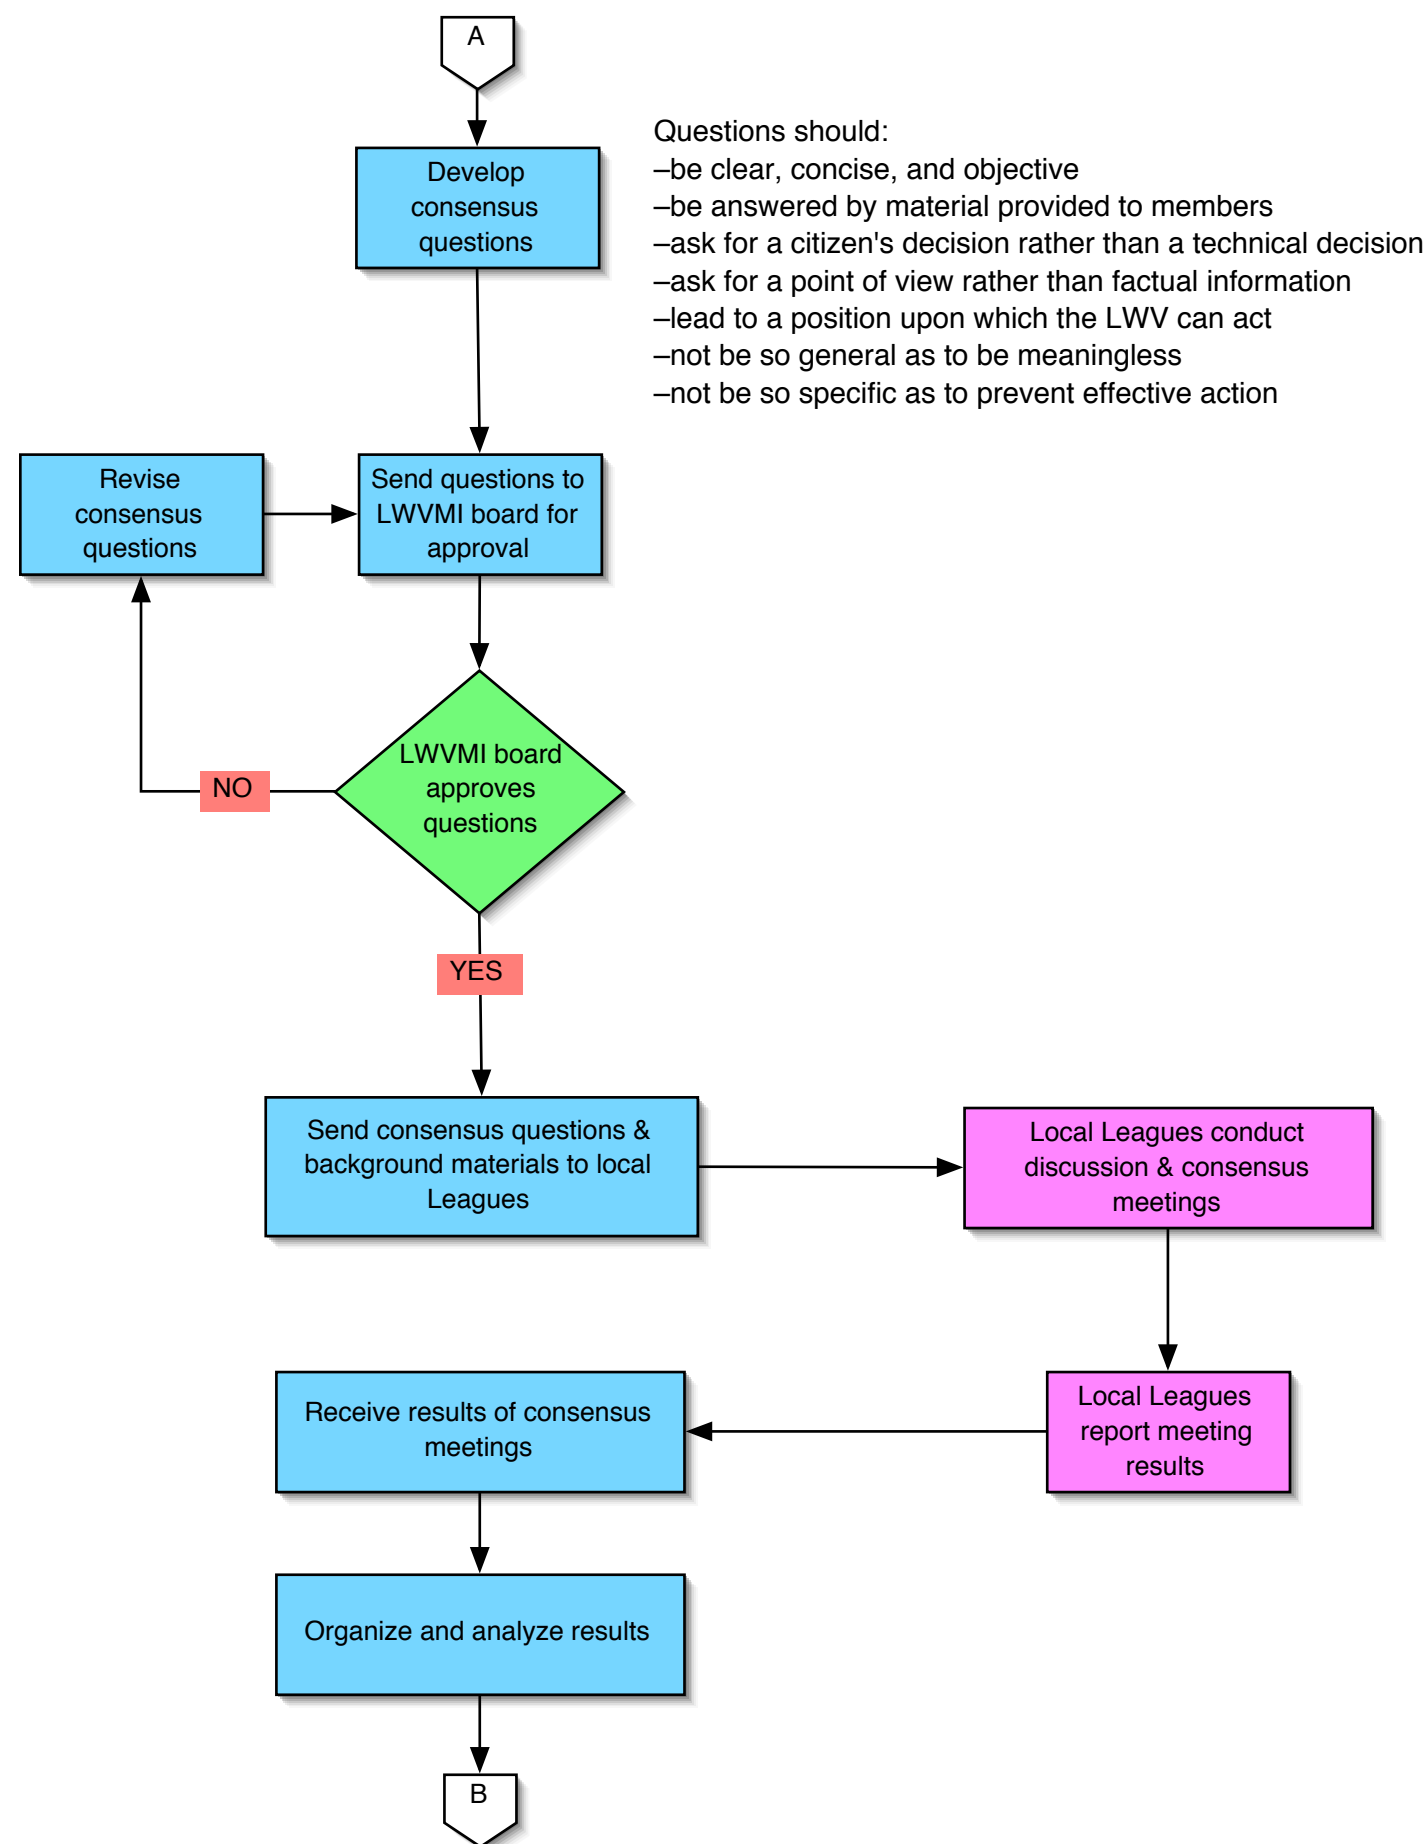 A
Develop
consensus
questions
Questions should:
–be clear, concise, and objective
–be answered by material provided to members
–ask for a citizen's decision rather than a technical decision
–ask for a point of view rather than factual information
–lead to a position upon which the LWV can act
–not be so general as to be meaningless
–not be so specific as to prevent effective action
Revise
consensus
questions
Send questions to
LWVMI board for
approval
LWVMI board
approves
questions
NO
YES
Send consensus questions &
background materials to local
Leagues
Local Leagues conduct
discussion & consensus
meetings
Receive results of consensus
meetings
Local Leagues
report meeting
results
Organize and analyze results
B